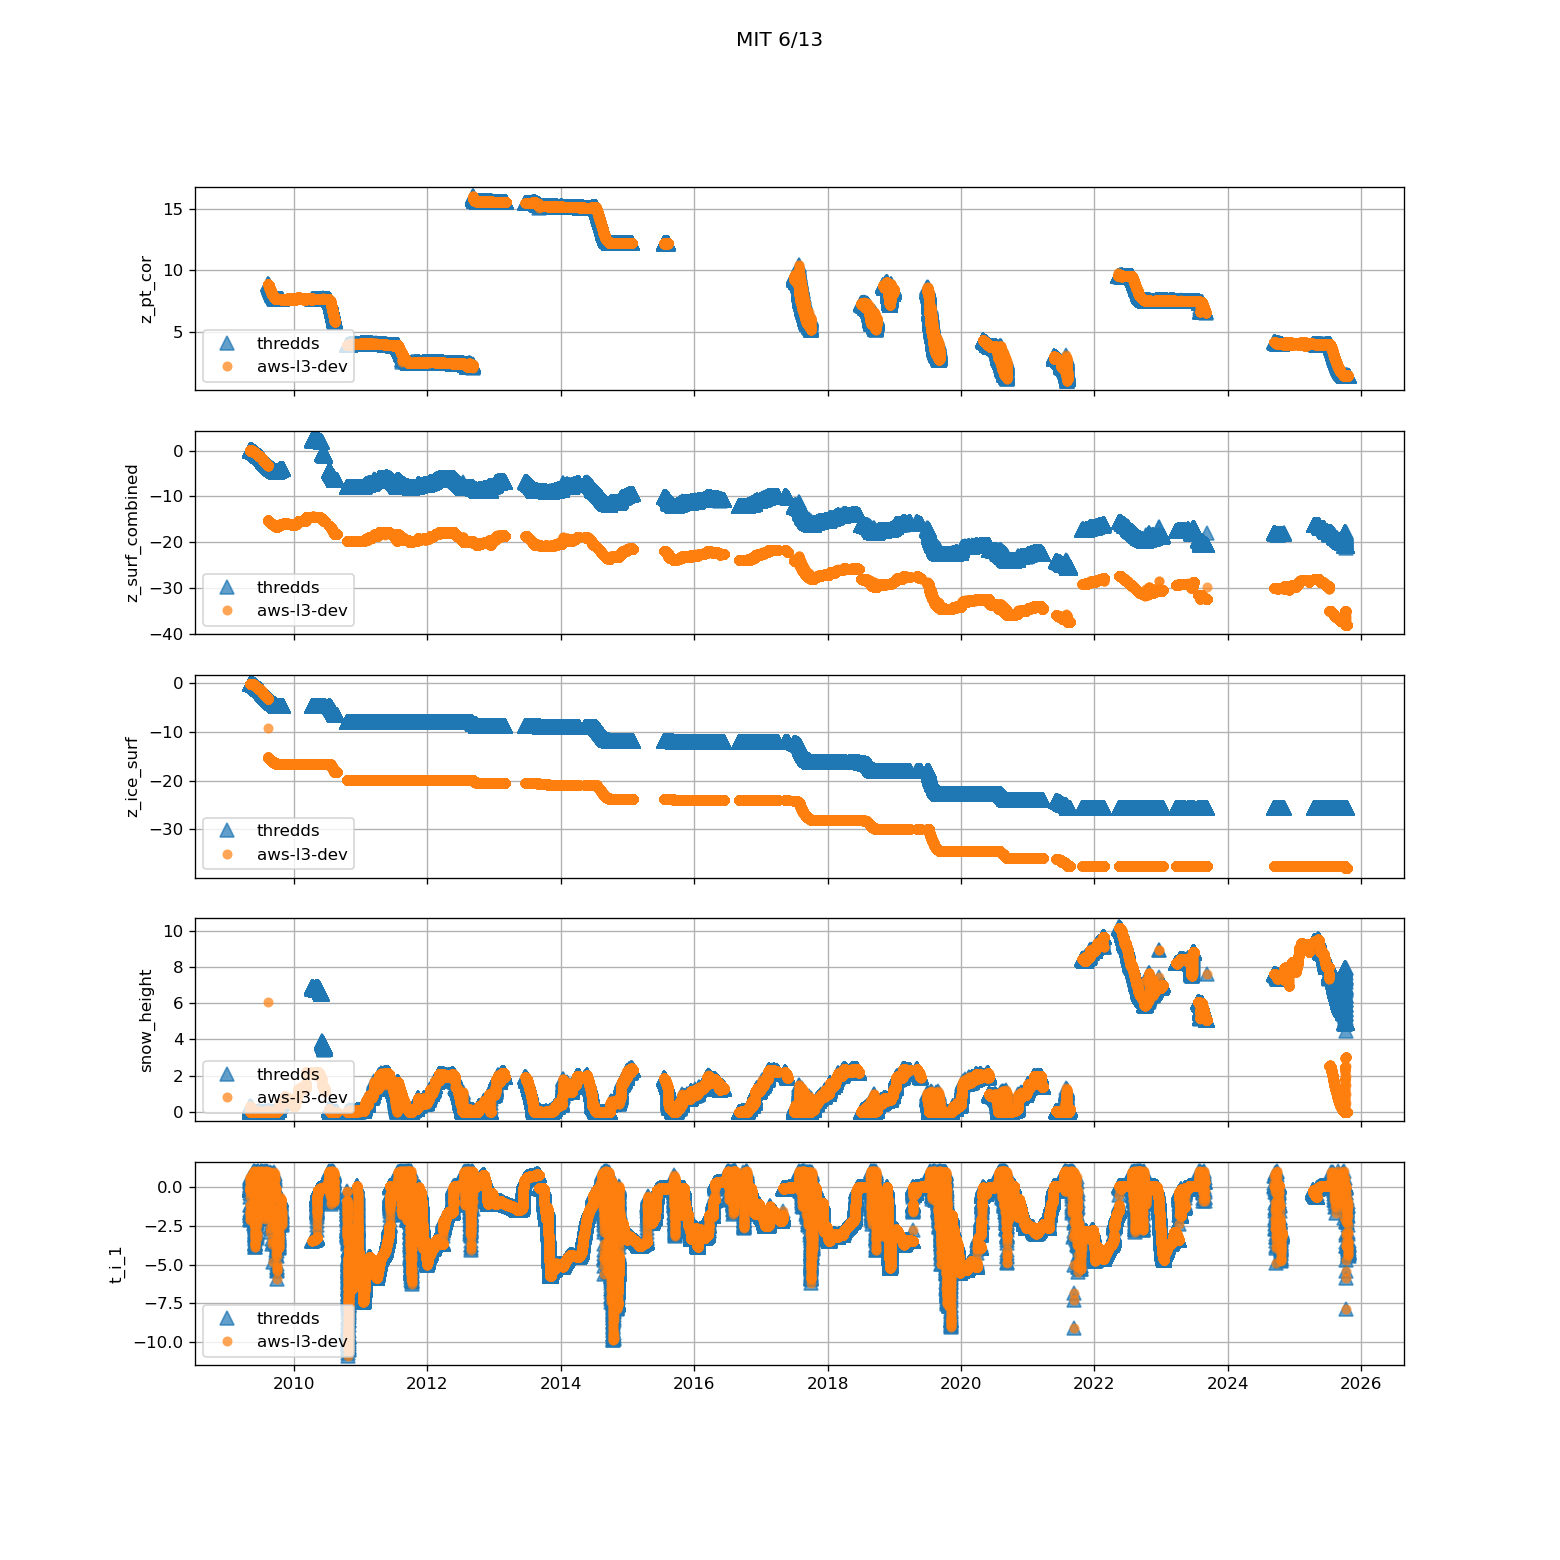 MIT 6/13
15
10
5
z_pt_cor
thredds
aws-l3-dev
0
−10
−20
−30
−40
z_surf_combined
thredds
aws-l3-dev
0
−10
−20
−30
z_ice_surf
thredds
aws-l3-dev
10
8
6
4
2
0
snow_height
thredds
aws-l3-dev
0.0
−2.5
−5.0
−7.5
−10.0
t_i_1
thredds
aws-l3-dev
2010 2012 2014 2016 2018 2020 2022 2024 2026